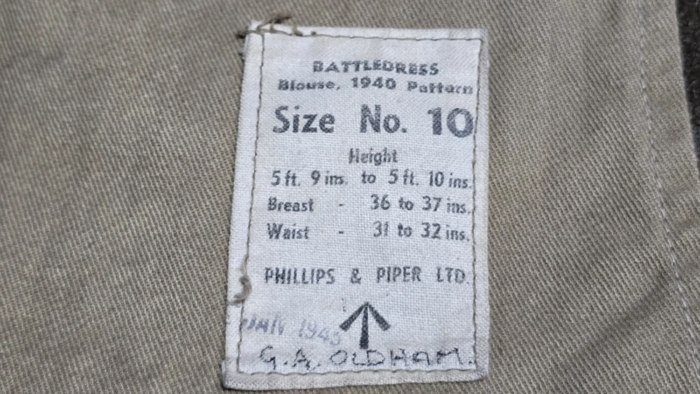 BATTLEDRESS
Blouse, 1940 Pattern
Size No. 10
Height
5 ft. 9 ins. to 5 ft. 10 ins.
Breast - 36 to 37 ins.
Waist - 31 to 32 ins.
PHILLIPS & PIPER LTD.
JAN 1943
G.A. OLDHAM.